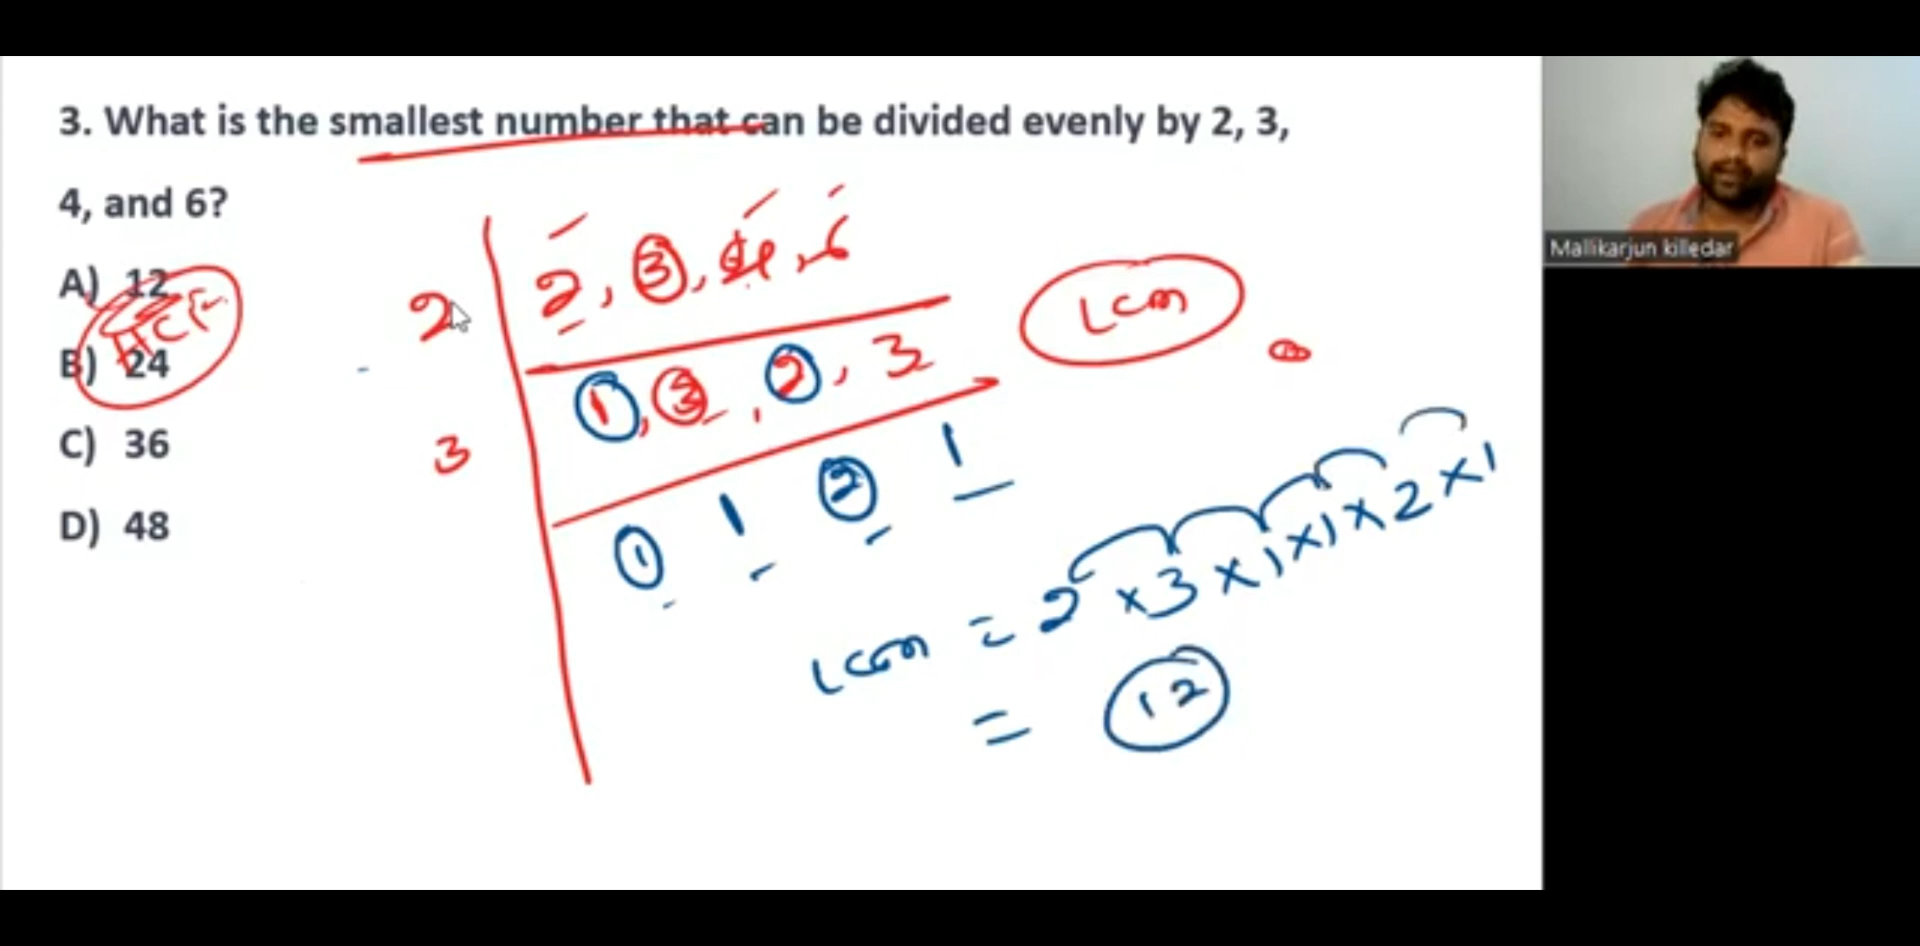 3. What is the smallest number that can be divided evenly by 2, 3,
4, and 6?
A) 12
B) 24
C) 36
D) 48
HCF
2 2, 3, 4, 6
3 1, 3, 2, 3
1 1 2 1
Lcm
Lcm = 2 × 3 × 1 × 1 × 2 × 1
= 12
Mallikarjun killedar